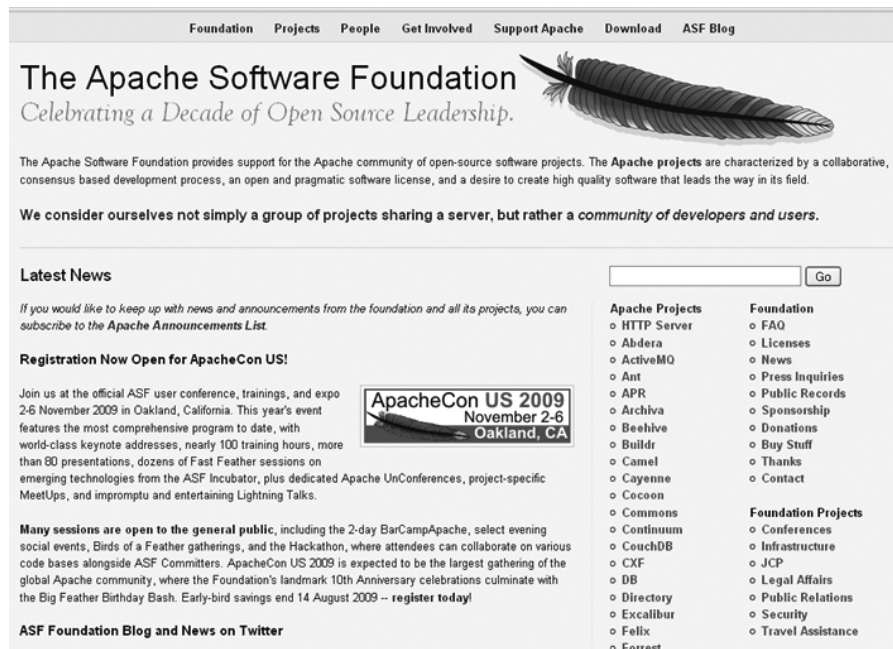 Foundation Projects People Get Involved Support Apache Download ASF Blog
The Apache Software Foundation
Celebrating a Decade of Open Source Leadership.
The Apache Software Foundation provides support for the Apache community of open-source software projects. The Apache projects are characterized by a collaborative,
consensus based development process, an open and pragmatic software license, and a desire to create high quality software that leads the way in its field.
We consider ourselves not simply a group of projects sharing a server, but rather a community of developers and users.
Latest News
If you would like to keep up with news and announcements from the foundation and all its projects, you can
subscribe to the Apache Announcements List.
Registration Now Open for ApacheCon US!
Join us at the official ASF user conference, trainings, and expo
2-6 November 2009 in Oakland, California. This year's event
features the most comprehensive program to date, with
world-class keynote addresses, nearly 100 training hours, more
than 80 presentations, dozens of Fast Feather sessions on
emerging technologies from the ASF Incubator, plus dedicated Apache UnConferences, project-specific
MeetUps, and impromptu and entertaining Lightning Talks.
ApacheCon US 2009
November 2-6
Oakland, CA
Many sessions are open to the general public, including the 2-day BarCampApache, select evening
social events, Birds of a Feather gatherings, and the Hackathon, where attendees can collaborate on various
code bases alongside ASF Committers. ApacheCon US 2009 is expected to be the largest gathering of the
global Apache community, where the Foundation's landmark 10th Anniversary celebrations culminate with
the Big Feather Birthday Bash. Early-bird savings end 14 August 2009 -- register today!
ASF Foundation Blog and News on Twitter
Go
Apache Projects
HTTP Server
Abdera
ActiveMQ
Ant
APR
Archiva
Beehive
Buildr
Camel
Cayenne
Cocoon
Commons
Continuum
CouchDB
CXF
DB
Directory
Excalibur
Felix
Forrest
Foundation
FAQ
Licenses
News
Press Inquiries
Public Records
Sponsorship
Donations
Buy Stuff
Thanks
Contact
Foundation Projects
Conferences
Infrastructure
JCP
Legal Affairs
Public Relations
Security
Travel Assistance